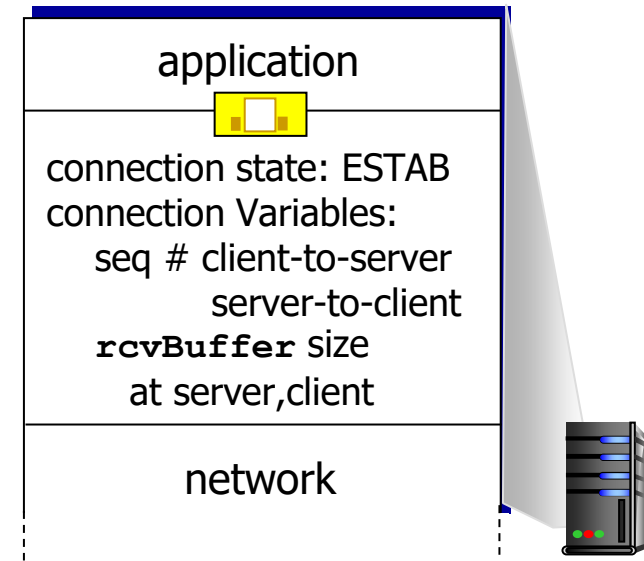 application
connection state: ESTAB
connection Variables:
seq # client-to-server
server-to-client
rcvBuffer size
at server,client
network